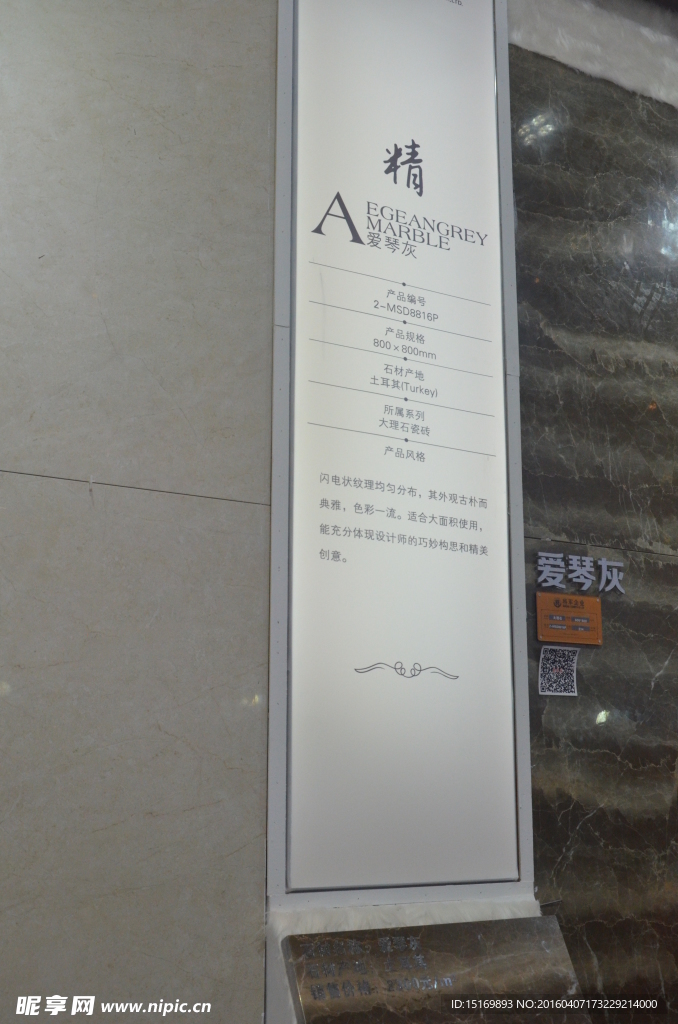 精
AEGEANGREY
MARBLE
爱琴灰
产品编号
2-MSD8816P
产品规格
800×800mm
石材产地
土耳其(Turkey)
所属系列
大理石瓷砖
产品风格
闪电状纹理均匀分布，其外观古朴而
典雅，色彩一流。适合大面积使用，
能充分体现设计师的巧妙构思和精美
创意。
爱琴灰
昵享网 www.nipic.cn
ID:15169893 NO:20160407173229214000